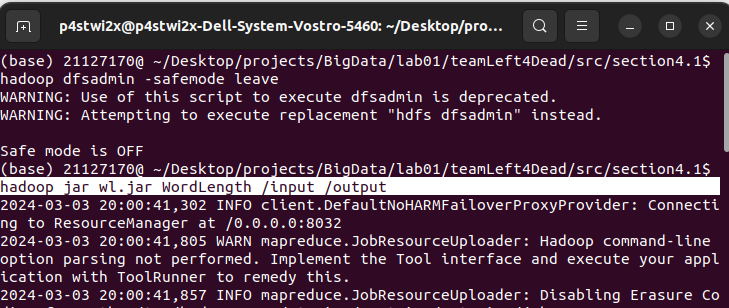 p4stwi2x@p4stwi2x-Dell-System-Vostro-5460: ~/Desktop/pro...
(base) 21127170@ ~/Desktop/projects/BigData/lab01/teamLeft4Dead/src/section4.1$
hadoop dfsadmin -safemode leave
WARNING: Use of this script to execute dfsadmin is deprecated.
WARNING: Attempting to execute replacement "hdfs dfsadmin" instead.
Safe mode is OFF
(base) 21127170@ ~/Desktop/projects/BigData/lab01/teamLeft4Dead/src/section4.1$
hadoop jar wl.jar WordLength /input /output
2024-03-03 20:00:41,302 INFO client.DefaultNoHARMFailoverProxyProvider: Connecti
ng to ResourceManager at /0.0.0.0:8032
2024-03-03 20:00:41,805 WARN mapreduce.JobResourceUploader: Hadoop command-line
option parsing not performed. Implement the Tool interface and execute your appl
ication with ToolRunner to remedy this.
2024-03-03 20:00:41,857 INFO mapreduce.JobResourceUploader: Disabling Erasure Co